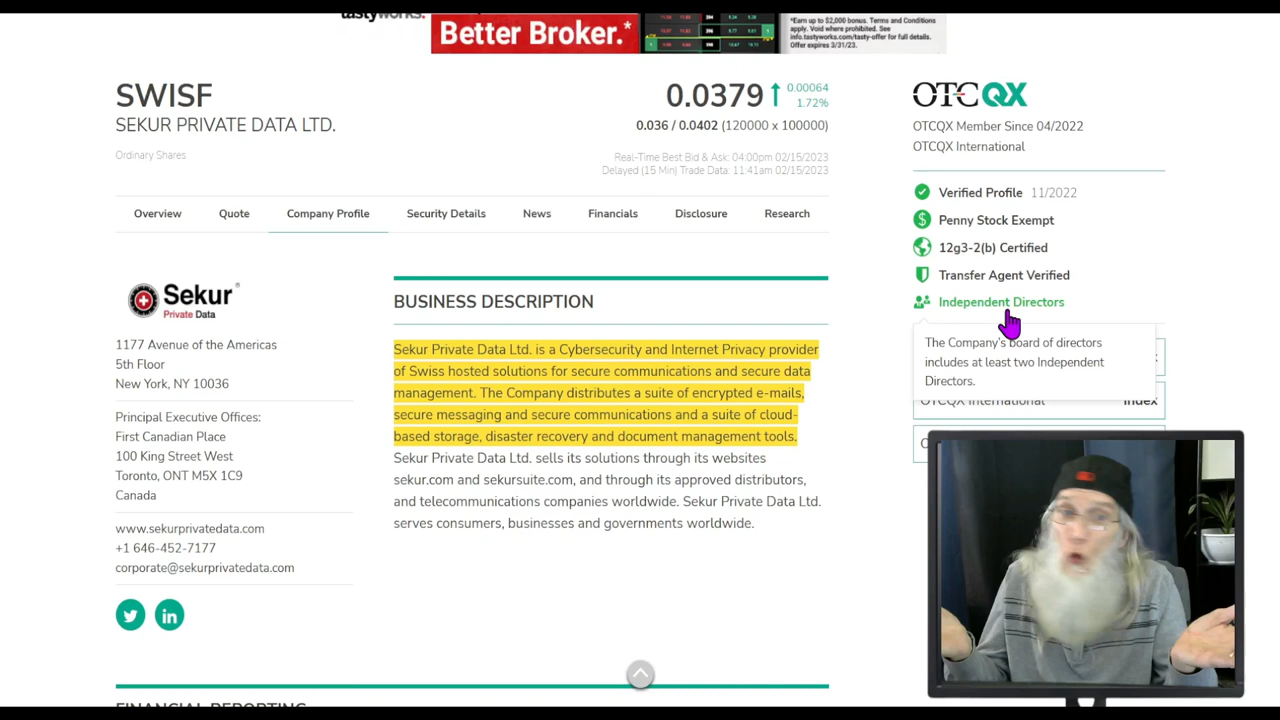 tastyworks.
Better Broker.*
*Earn up to $2,000 bonus. Terms and Conditions
apply. Void where prohibited. See
info.tastyworks.com/tasty-offer for full details.
Offer expires 3/31/23.
SWISF
SEKUR PRIVATE DATA LTD.
Ordinary Shares
0.0379
0.00064
1.72%
0.036 / 0.0402 (120000 x 100000)
Real-Time Best Bid & Ask: 04:00pm 02/15/2023
Delayed (15 Min) Trade Data: 11:41am 02/15/2023
OTCQX
OTCQX Member Since 04/2022
OTCQX International
Verified Profile 11/2022
Penny Stock Exempt
12g3-2(b) Certified
Transfer Agent Verified
Independent Directors
The Company's board of directors
includes at least two Independent
Directors.
OTCQX International Index
Overview Quote Company Profile Security Details News Financials Disclosure Research
Sekur
Private Data
1177 Avenue of the Americas
5th Floor
New York, NY 10036
Principal Executive Offices:
First Canadian Place
100 King Street West
Toronto, ONT M5X 1C9
Canada
www.sekurprivatedata.com
+1 646-452-7177
corporate@sekurprivatedata.com
BUSINESS DESCRIPTION
Sekur Private Data Ltd. is a Cybersecurity and Internet Privacy provider
of Swiss hosted solutions for secure communications and secure data
management. The Company distributes a suite of encrypted e-mails,
secure messaging and secure communications and a suite of cloud-
based storage, disaster recovery and document management tools.
Sekur Private Data Ltd. sells its solutions through its websites
sekur.com and sekursuite.com, and through its approved distributors,
and telecommunications companies worldwide. Sekur Private Data Ltd.
serves consumers, businesses and governments worldwide.
FINANCIAL REPORTING